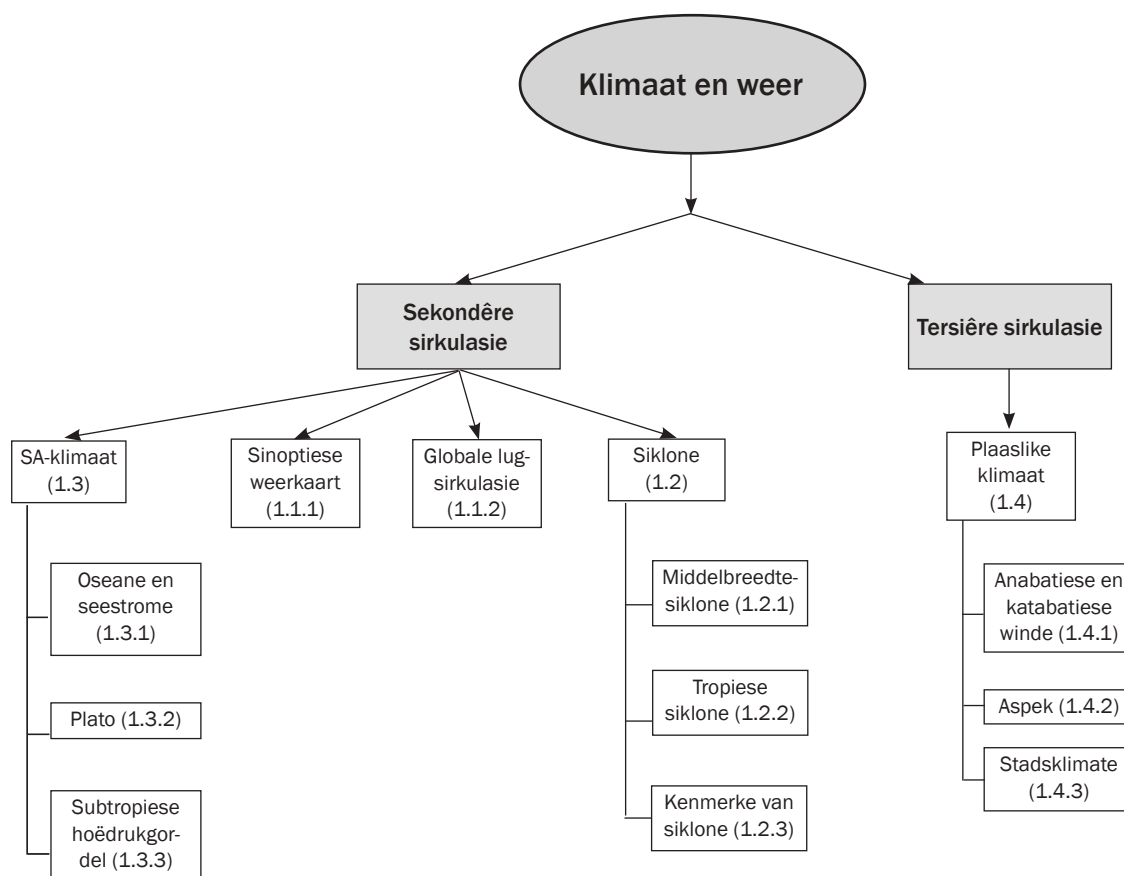 Klimaat en weer
Sekondêre
sirkulasie
Tersiêre sirkulasie
SA-klimaat
(1.3)
Sinoptiese
weerkaart
(1.1.1)
Globale lug-
sirkulasie
(1.1.2)
Siklone
(1.2)
Plaaslike
klimaat
(1.4)
Oseane en
seestrome
(1.3.1)
Plato (1.3.2)
Subtropiese
hoëdrukgor-
del (1.3.3)
Middelbreedte-
siklone (1.2.1)
Tropiese
siklone (1.2.2)
Kenmerke van
siklone (1.2.3)
Anabatiese en
katabatiese
winde (1.4.1)
Aspek (1.4.2)
Stadsklimate
(1.4.3)